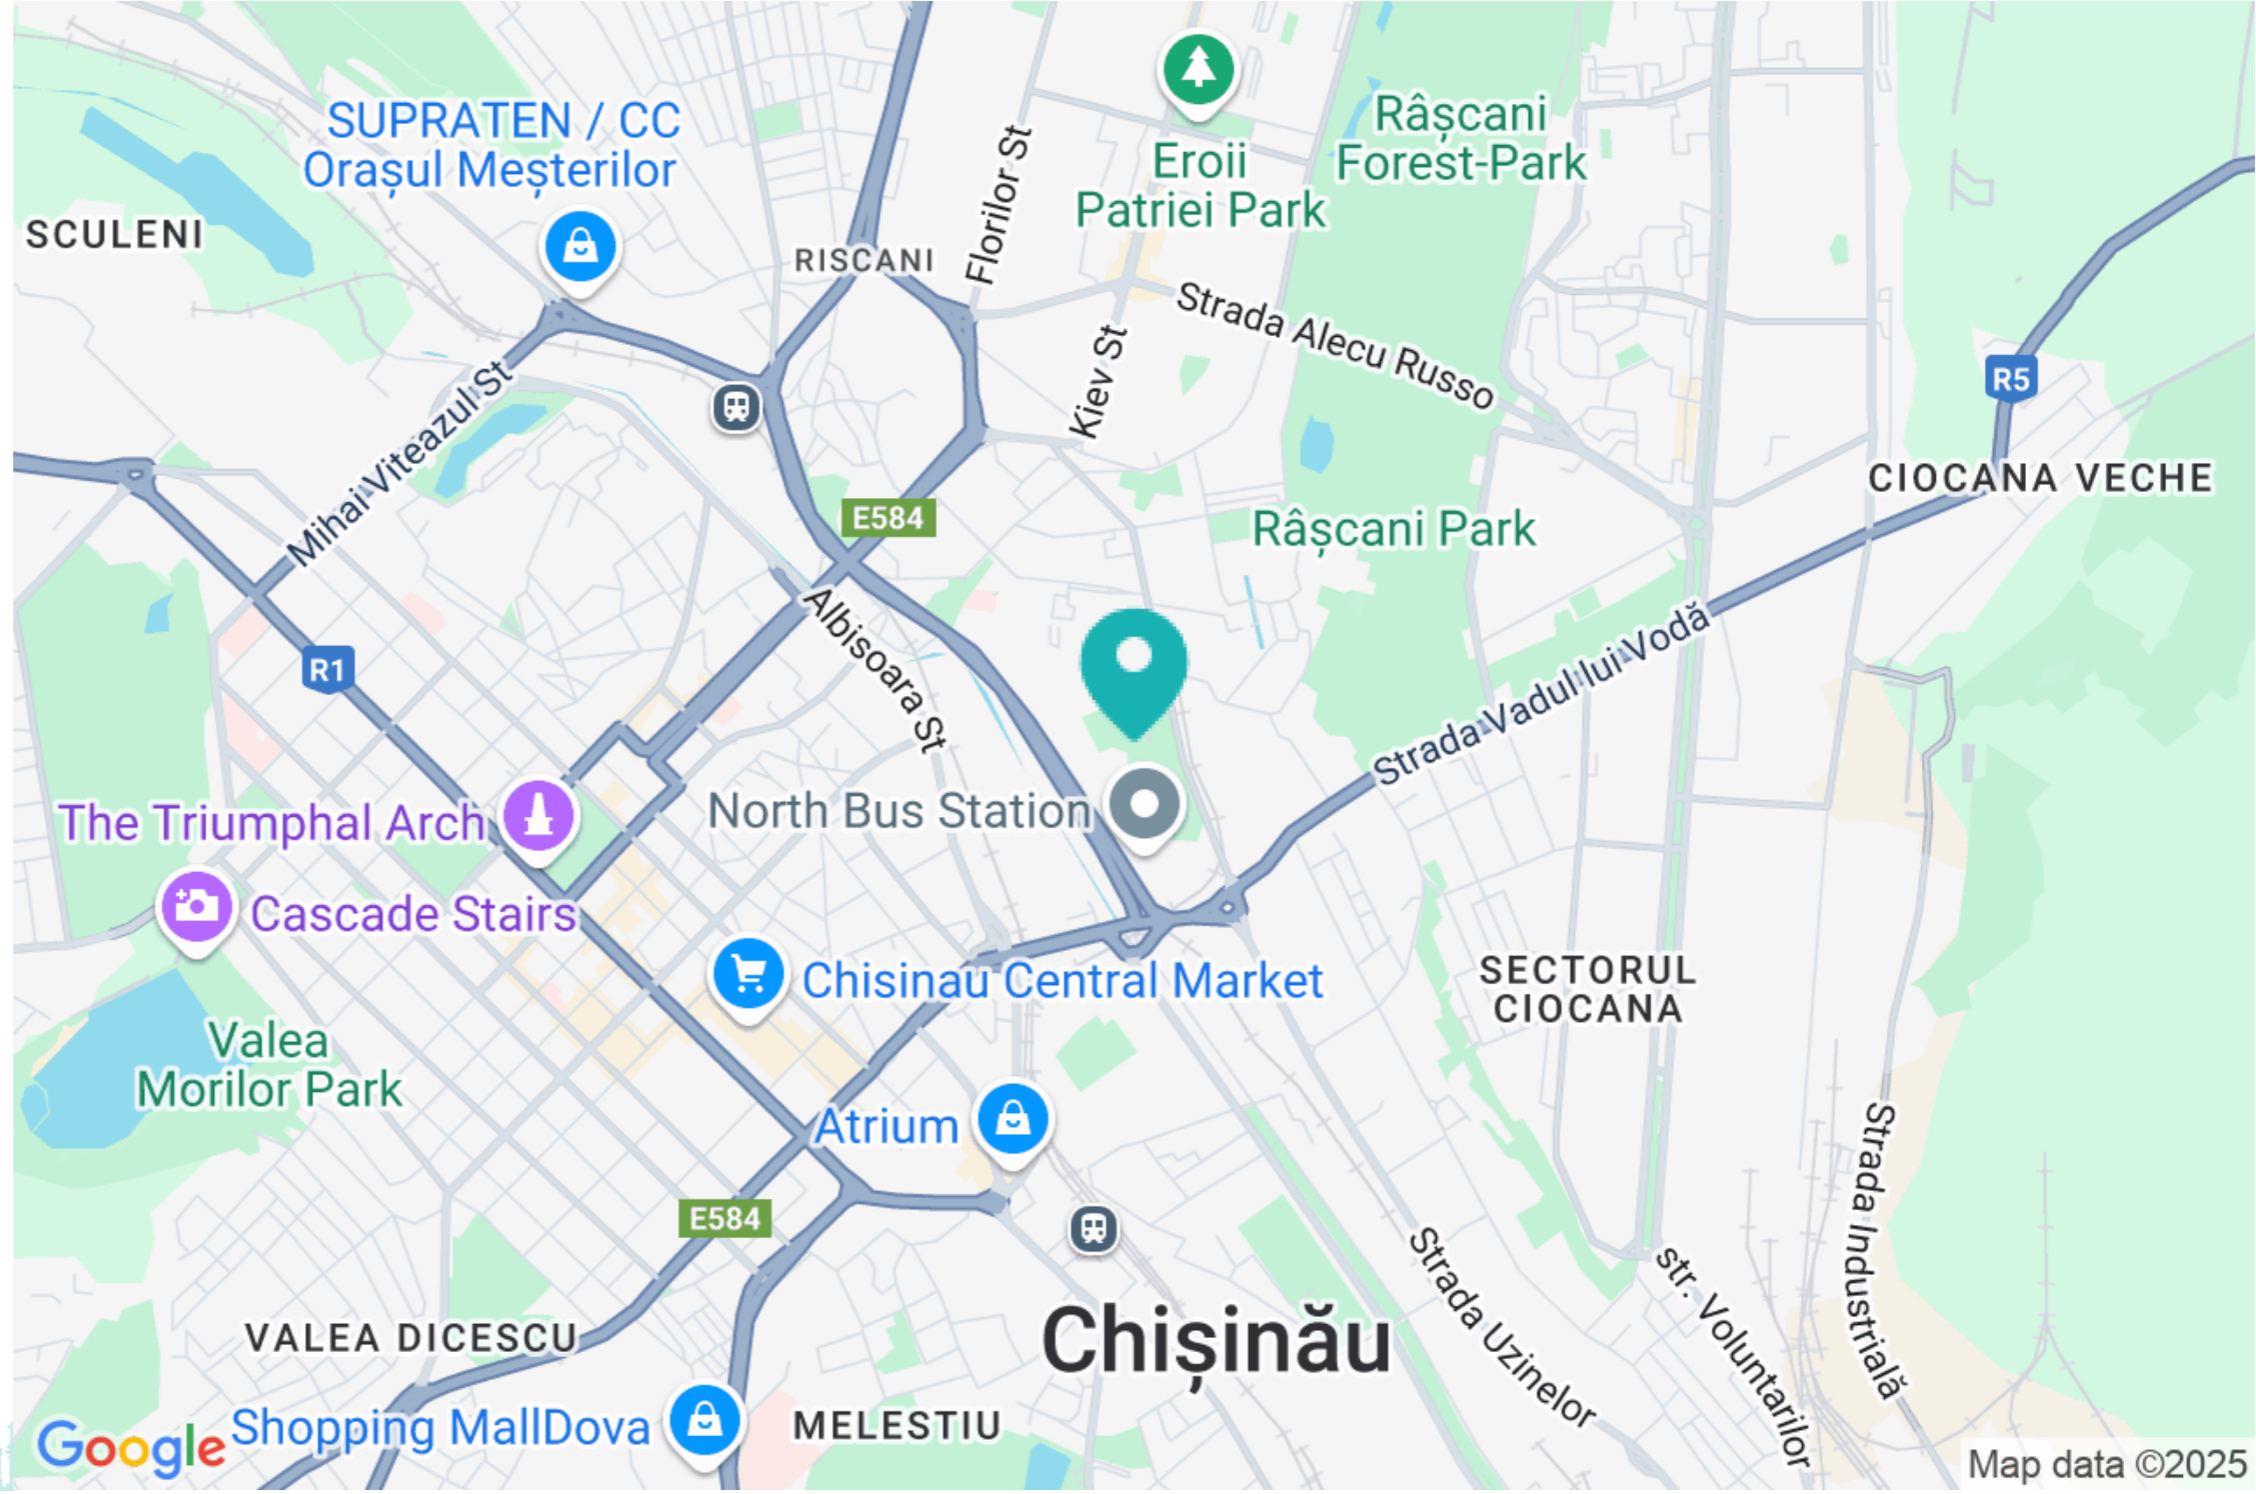 SUPRATEN / CC
Orașul Meșterilor
SCULENI
RISCANI
Florilor St
Eroii
Patriei Park
Râșcani
Forest-Park
Strada Alecu Russo
Kiev St
Mihai Viteazul St
R5
CIOCANA VECHE
E584
Râșcani Park
Albisoara St
R1
Strada Vadul lui Vodă
The Triumphal Arch
North Bus Station
Cascade Stairs
Chisinau Central Market
SECTORUL
CIOCANA
Valea
Morilor Park
Atrium
E584
Strada Industrială
Strada Uzinelor
str. Voluntarilor
VALEA DICESCU
Chișinău
Shopping MallDova
MELESTIU
Google
Map data ©2025